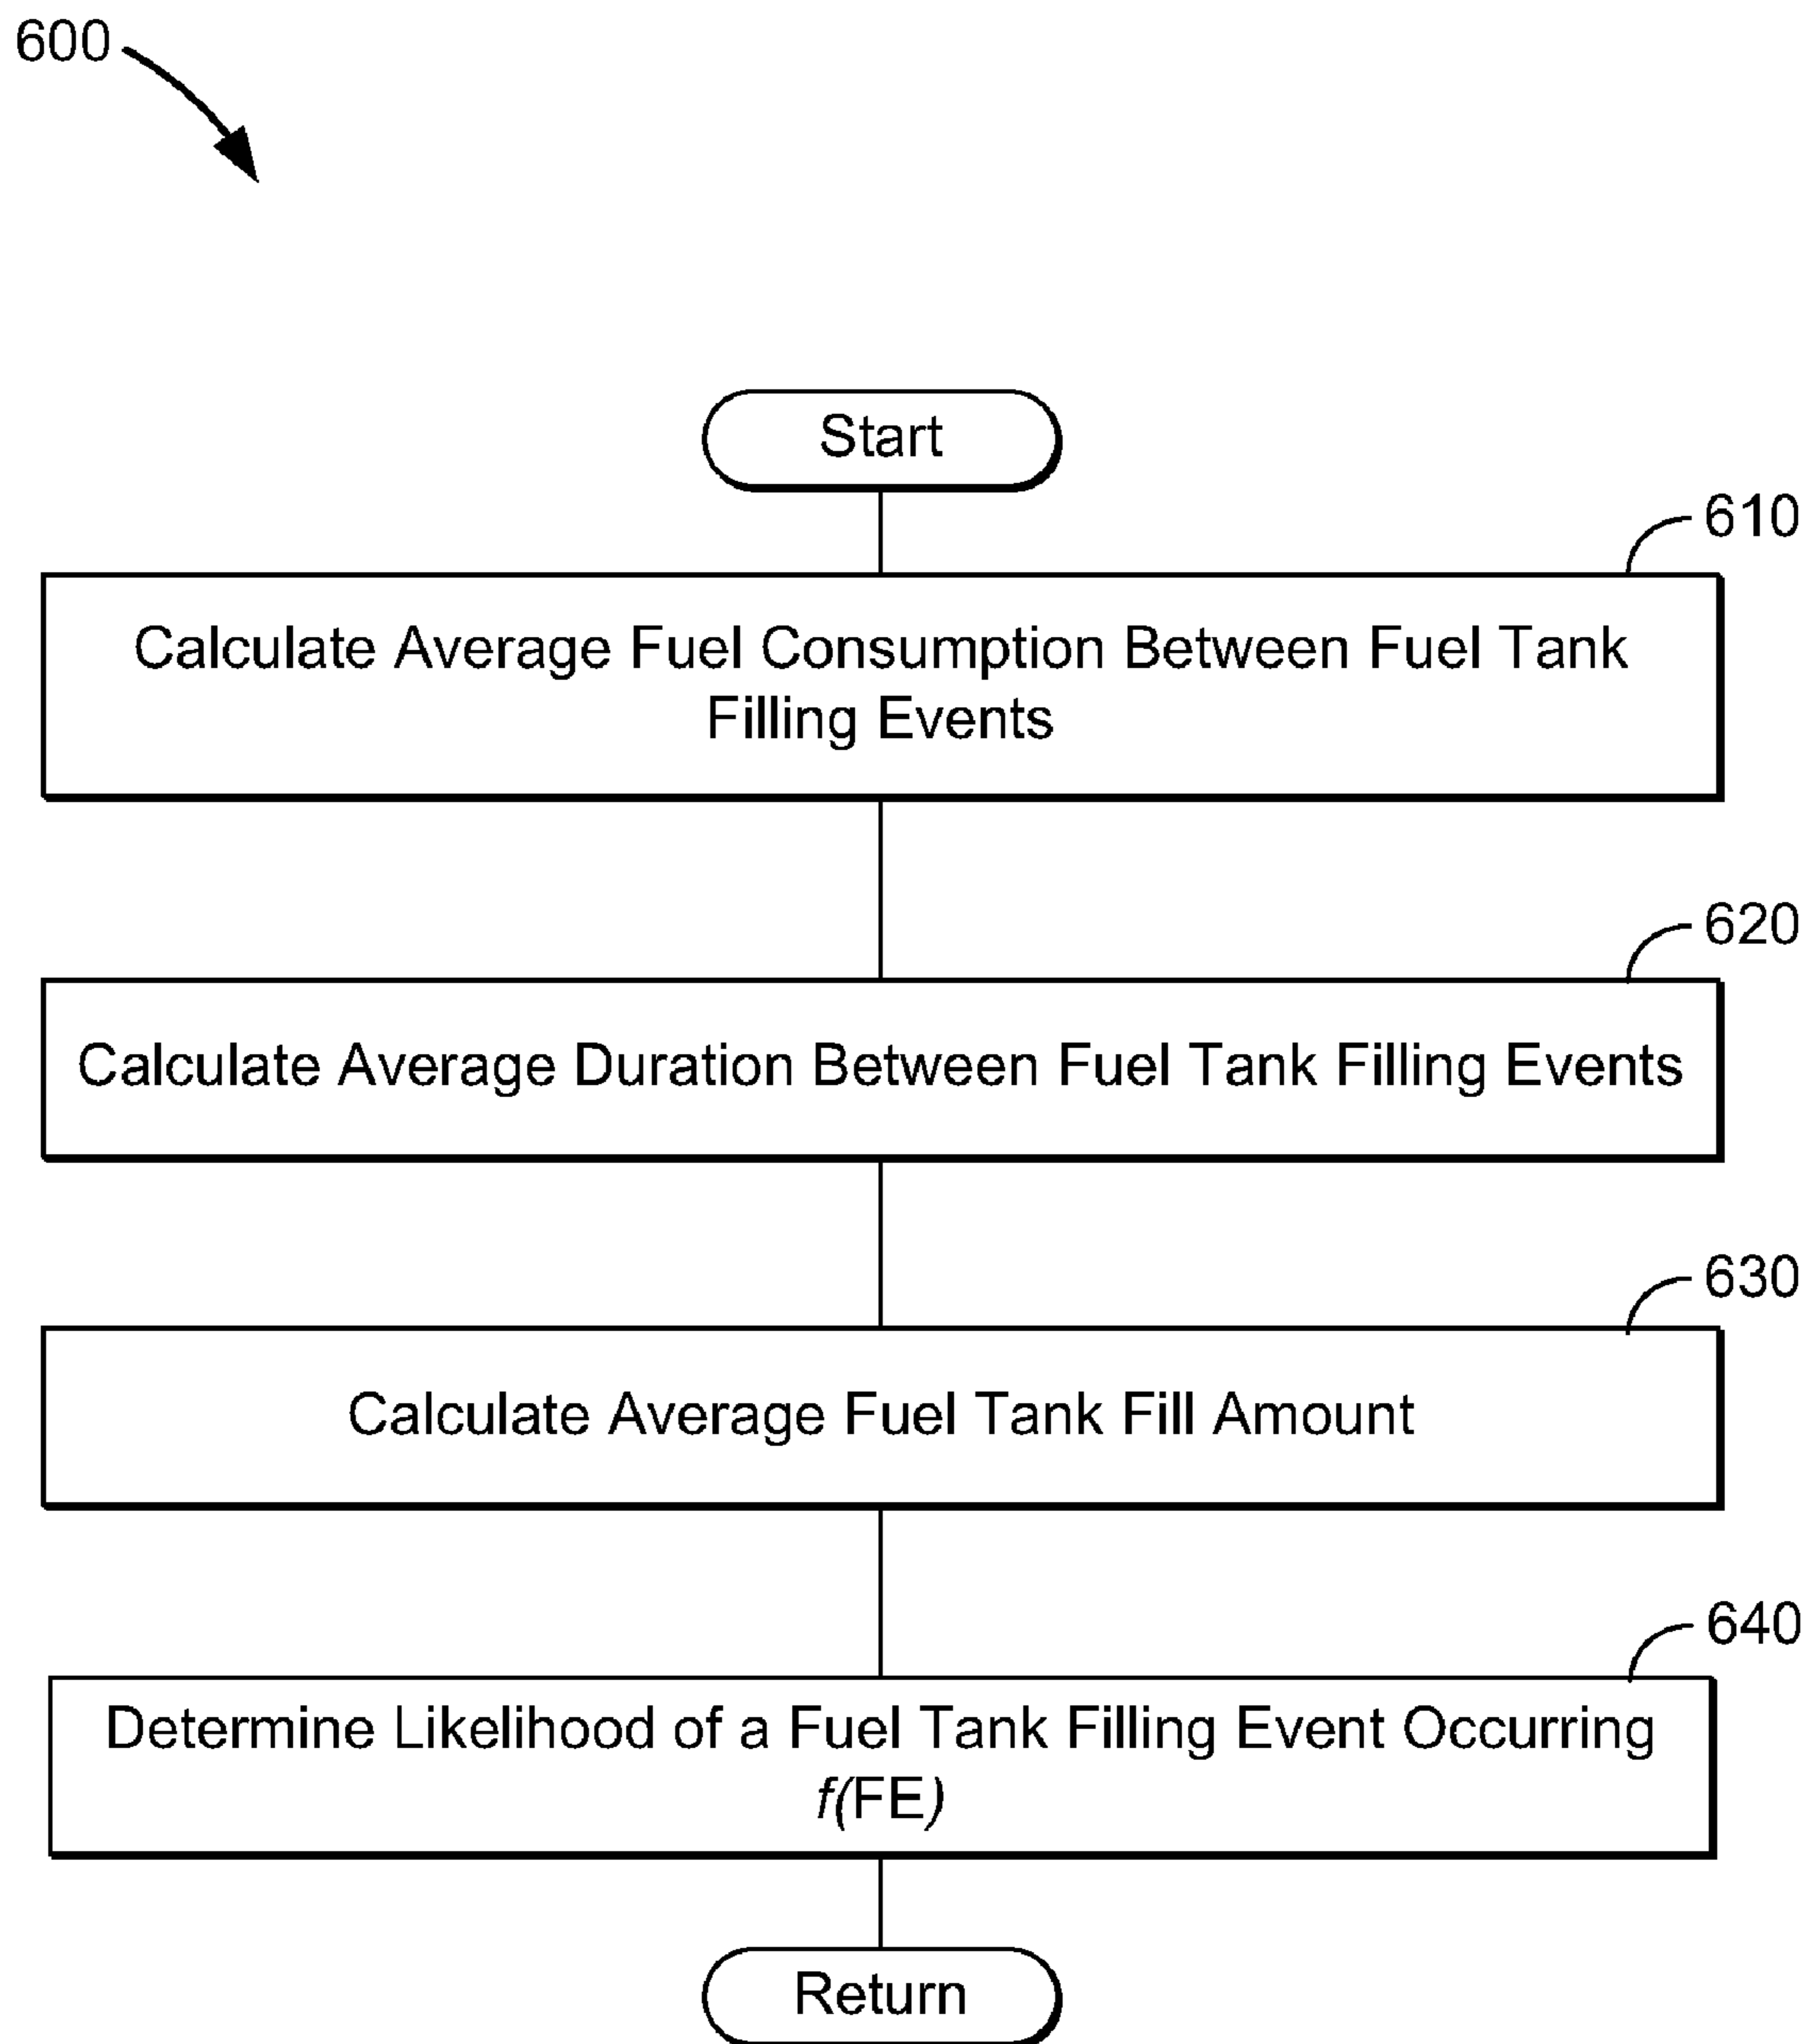 600
Start
610
Calculate Average Fuel Consumption Between Fuel Tank
Filling Events
620
Calculate Average Duration Between Fuel Tank Filling Events
630
Calculate Average Fuel Tank Fill Amount
640
Determine Likelihood of a Fuel Tank Filling Event Occurring
f(FE)
Return